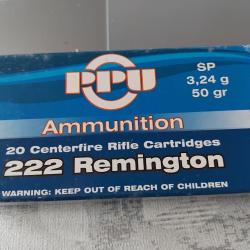 PPU
SP
3,24 g
50 gr
Ammunition
20 Centerfire Rifle Cartridges
222 Remington
WARNING: KEEP OUT OF REACH OF CHILDREN